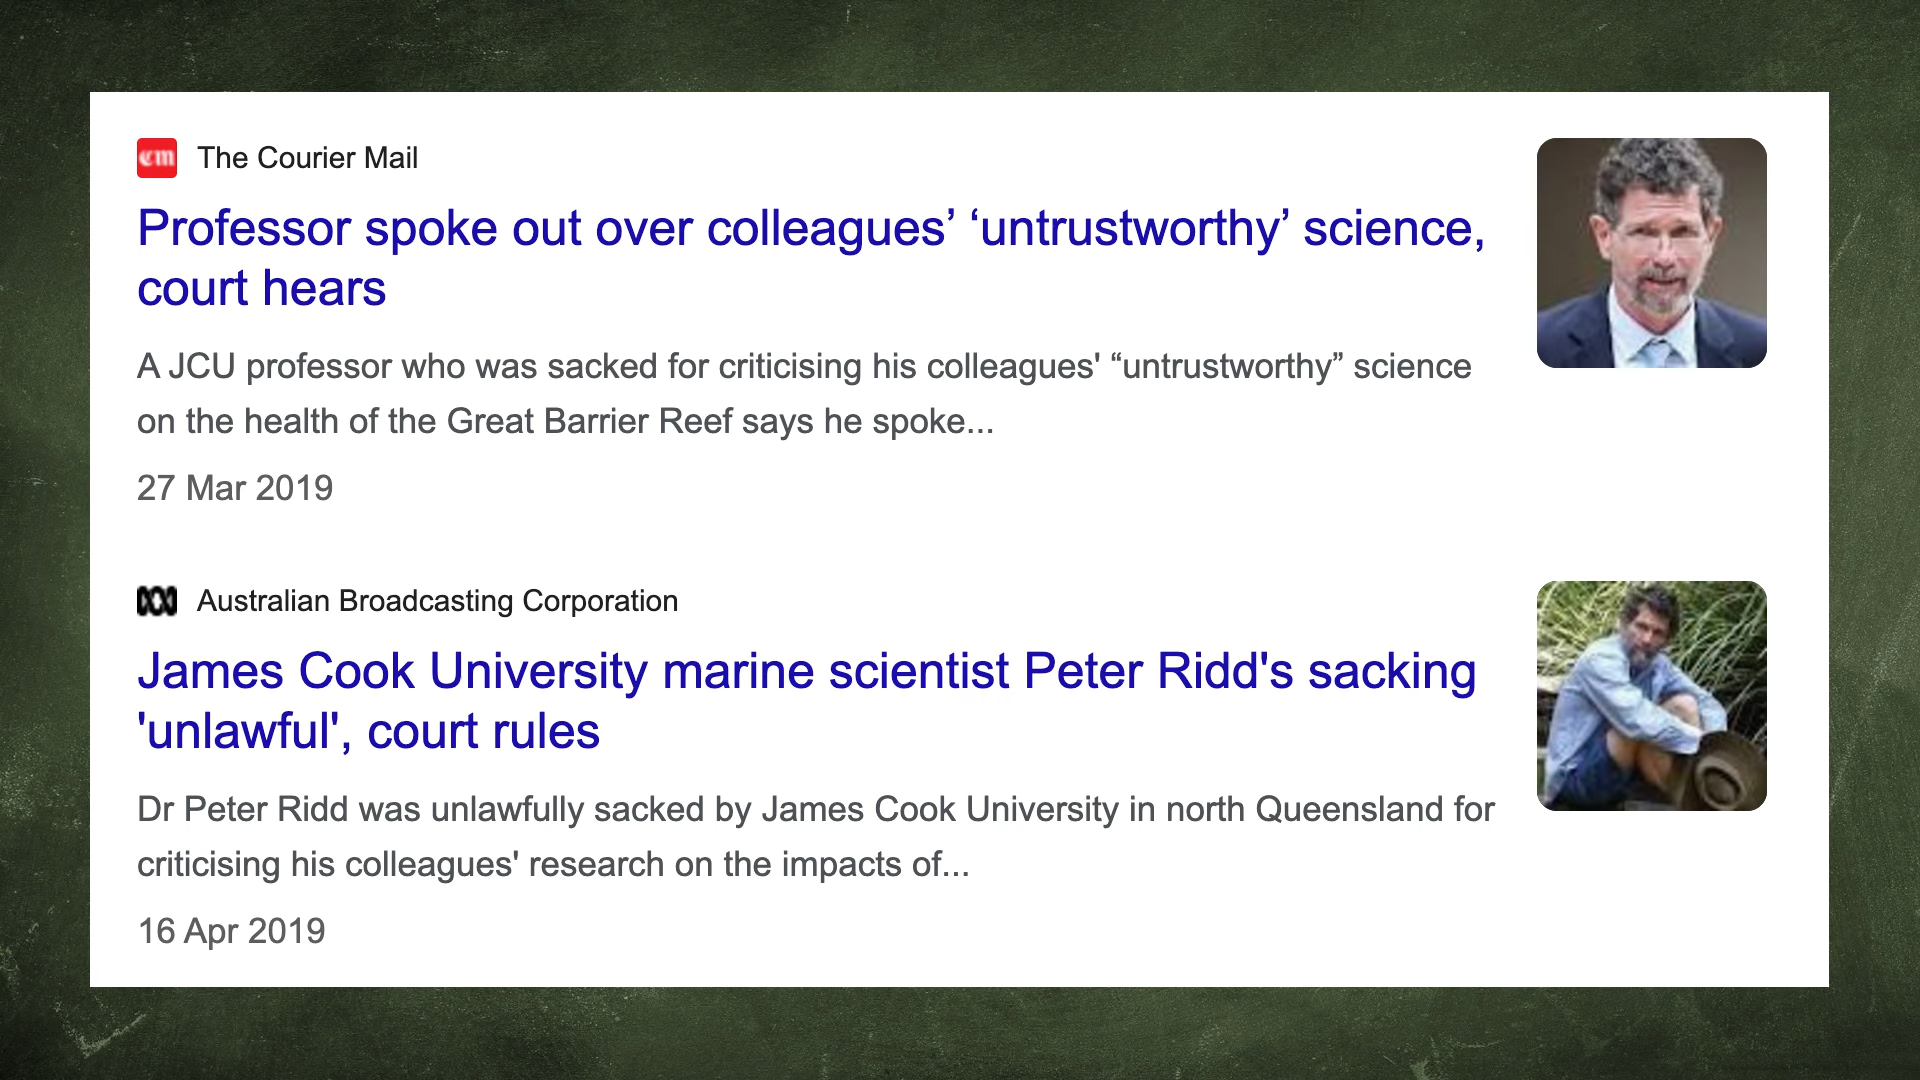 cm The Courier Mail
Professor spoke out over colleagues’ ‘untrustworthy’ science,
court hears
A JCU professor who was sacked for criticising his colleagues' “untrustworthy” science
on the health of the Great Barrier Reef says he spoke...
27 Mar 2019
Australian Broadcasting Corporation
James Cook University marine scientist Peter Ridd's sacking
'unlawful', court rules
Dr Peter Ridd was unlawfully sacked by James Cook University in north Queensland for
criticising his colleagues' research on the impacts of...
16 Apr 2019